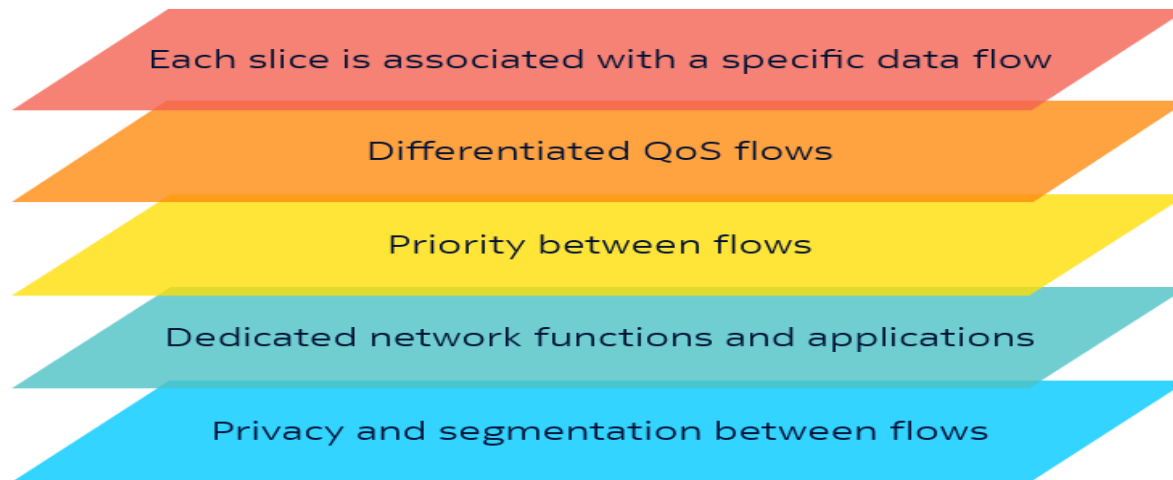 Each slice is associated with a specific data flow
Differentiated QoS flows
Priority between flows
Dedicated network functions and applications
Privacy and segmentation between flows